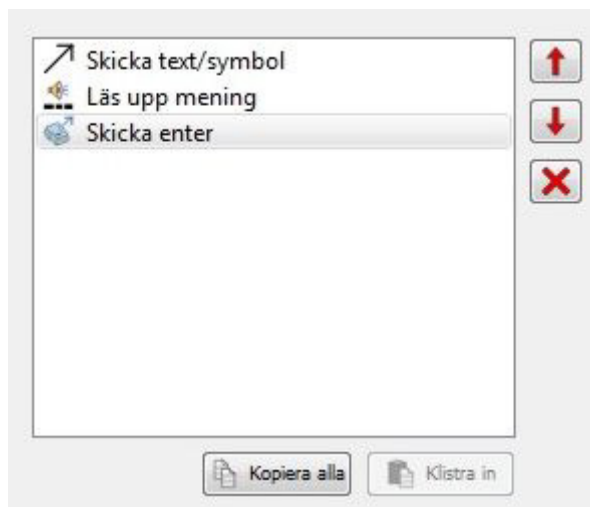 Skicka text/symbol
Läs upp mening
Skicka enter
Kopiera alla
Klistra in